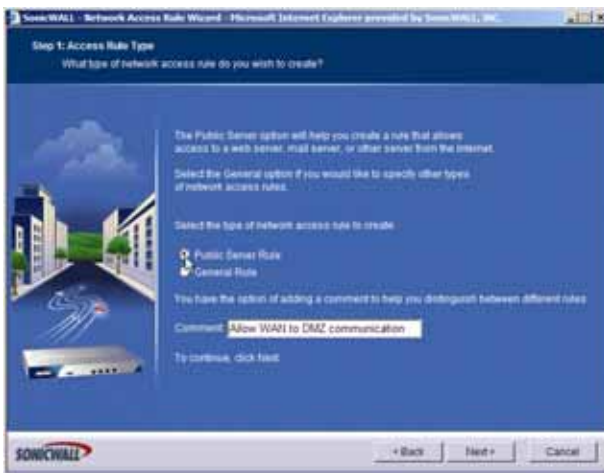 SonicWALL - Network Access Rule Wizard - Microsoft Internet Explorer provided by SonicWALL, INC.
Step 1: Access Rule Type
What type of network access rule do you wish to create?
The Public Server option will help you create a rule that allows
access to a web server, mail server, or other server from the Internet.
Select the General option if you would like to specify other types
of network access rules.
Select the type of network access rule to create.
Public Server Rule
General Rule
You have the option of adding a comment to help you distinguish between different rules
Comment: Allow WAN to DMZ communication
To continue, click Next
SONICWALL
< Back
Next >
Cancel